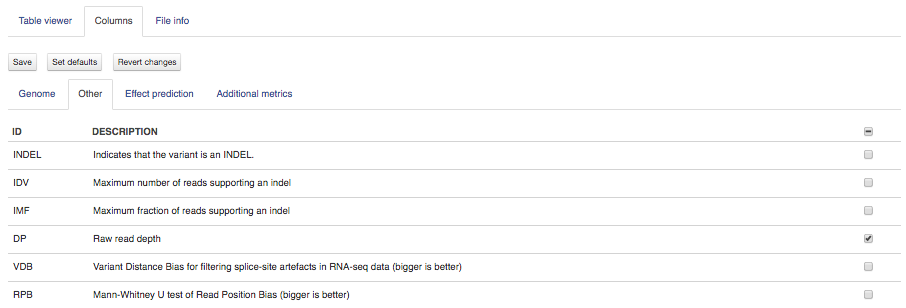 Table viewer Columns File info
Save Set defaults Revert changes
Genome Other Effect prediction Additional metrics
ID DESCRIPTION
INDEL Indicates that the variant is an INDEL.
IDV Maximum number of reads supporting an indel
IMF Maximum fraction of reads supporting an indel
DP Raw read depth
VDB Variant Distance Bias for filtering splice-site artefacts in RNA-seq data (bigger is better)
RPB Mann-Whitney U test of Read Position Bias (bigger is better)